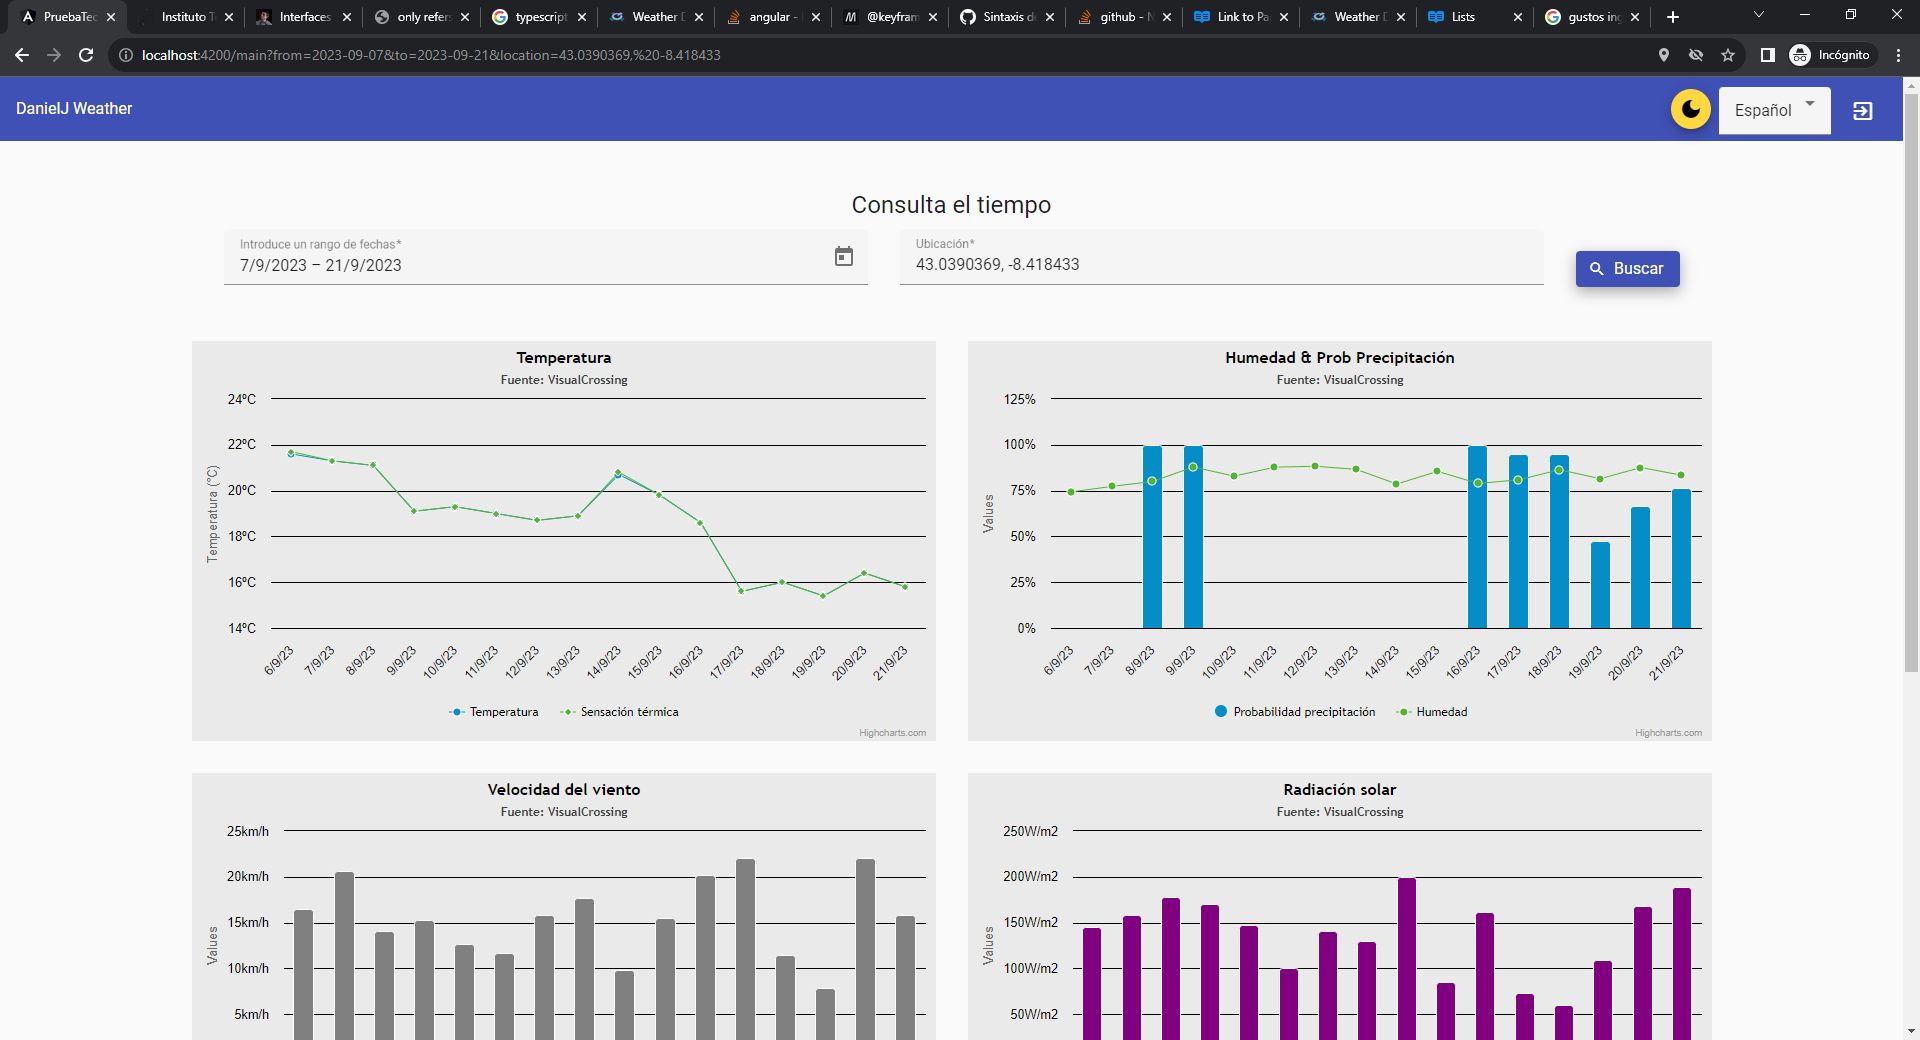 PruebaTec
Instituto T
Interfaces
only refers
typescript
Weather D
angular -
@keyfram
Sintaxis de
github - N
Link to Pa
Weather D
Lists
gustos ing
localhost:4200/main?from=2023-09-07&to=2023-09-21&location=43.0390369,%20-8.418433
Incógnito
DanielJ Weather
Español
Consulta el tiempo
Introduce un rango de fechas*
7/9/2023 – 21/9/2023
Ubicación*
43.0390369, -8.418433
Buscar
Temperatura
Fuente: VisualCrossing
Temperatura (°C)
24ºC
22ºC
20ºC
18ºC
16ºC
14ºC
6/9/23
7/9/23
8/9/23
9/9/23
10/9/23
11/9/23
12/9/23
13/9/23
14/9/23
15/9/23
16/9/23
17/9/23
18/9/23
19/9/23
20/9/23
21/9/23
Temperatura
Sensación térmica
Highcharts.com
Humedad & Prob Precipitación
Fuente: VisualCrossing
Values
125%
100%
75%
50%
25%
0%
6/9/23
7/9/23
8/9/23
9/9/23
10/9/23
11/9/23
12/9/23
13/9/23
14/9/23
15/9/23
16/9/23
17/9/23
18/9/23
19/9/23
20/9/23
21/9/23
Probabilidad precipitación
Humedad
Highcharts.com
Velocidad del viento
Fuente: VisualCrossing
Values
25km/h
20km/h
15km/h
10km/h
5km/h
Radiación solar
Fuente: VisualCrossing
Values
250W/m2
200W/m2
150W/m2
100W/m2
50W/m2